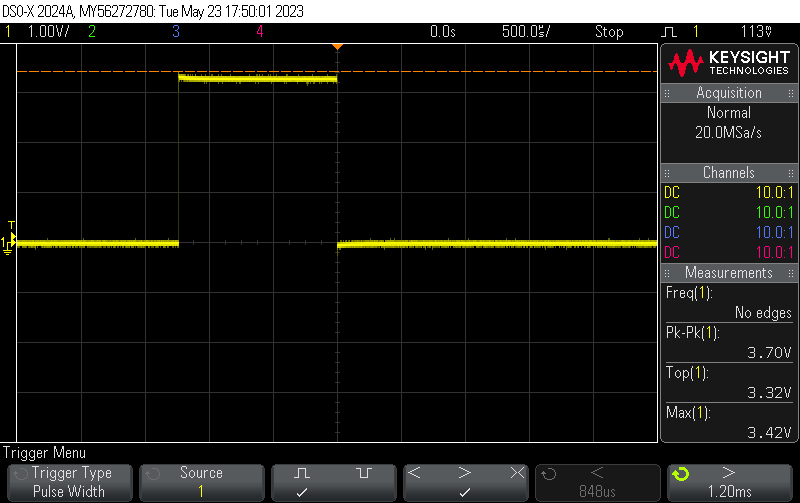 DSO-X 2024A, MY56272780: Tue May 23 17:50:01 2023
1 1.00V/ 2 3 4 0.0s 500.0µs/ Stop 1 113mV
KEYSIGHT
TECHNOLOGIES
Acquisition
Normal
20.0MSa/s
Channels
DC 10.0:1
DC 10.0:1
DC 10.0:1
DC 10.0:1
Measurements
Freq(1):
No edges
Pk-Pk(1):
3.70V
Top(1):
3.32V
Max(1):
3.42V
T
1
Trigger Menu
Trigger Type
Pulse Width
Source
1
< > ><
<
848us
>
1.20ms